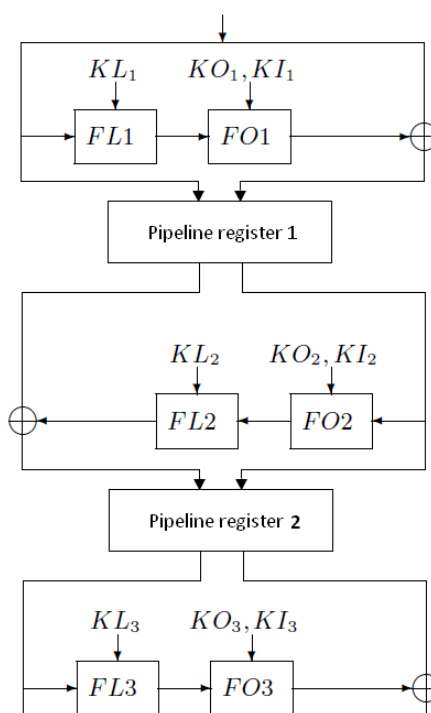 KL₁ KO₁, KI₁
FL1 FO1
Pipeline register 1
KL₂ KO₂, KI₂
FL2 FO2
Pipeline register 2
KL₃ KO₃, KI₃
FL3 FO3